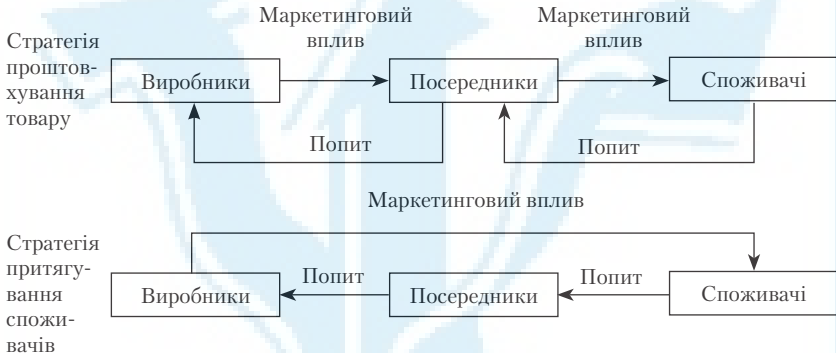 Маркетинговий
вплив
Маркетинговий
вплив
Стратегія
проштов-
хування
товару
Виробники
Посередники
Споживачі
Попит
Попит
Маркетинговий вплив
Стратегія
притягу-
вання
спожи-
вачів
Виробники
Попит
Посередники
Попит
Споживачі